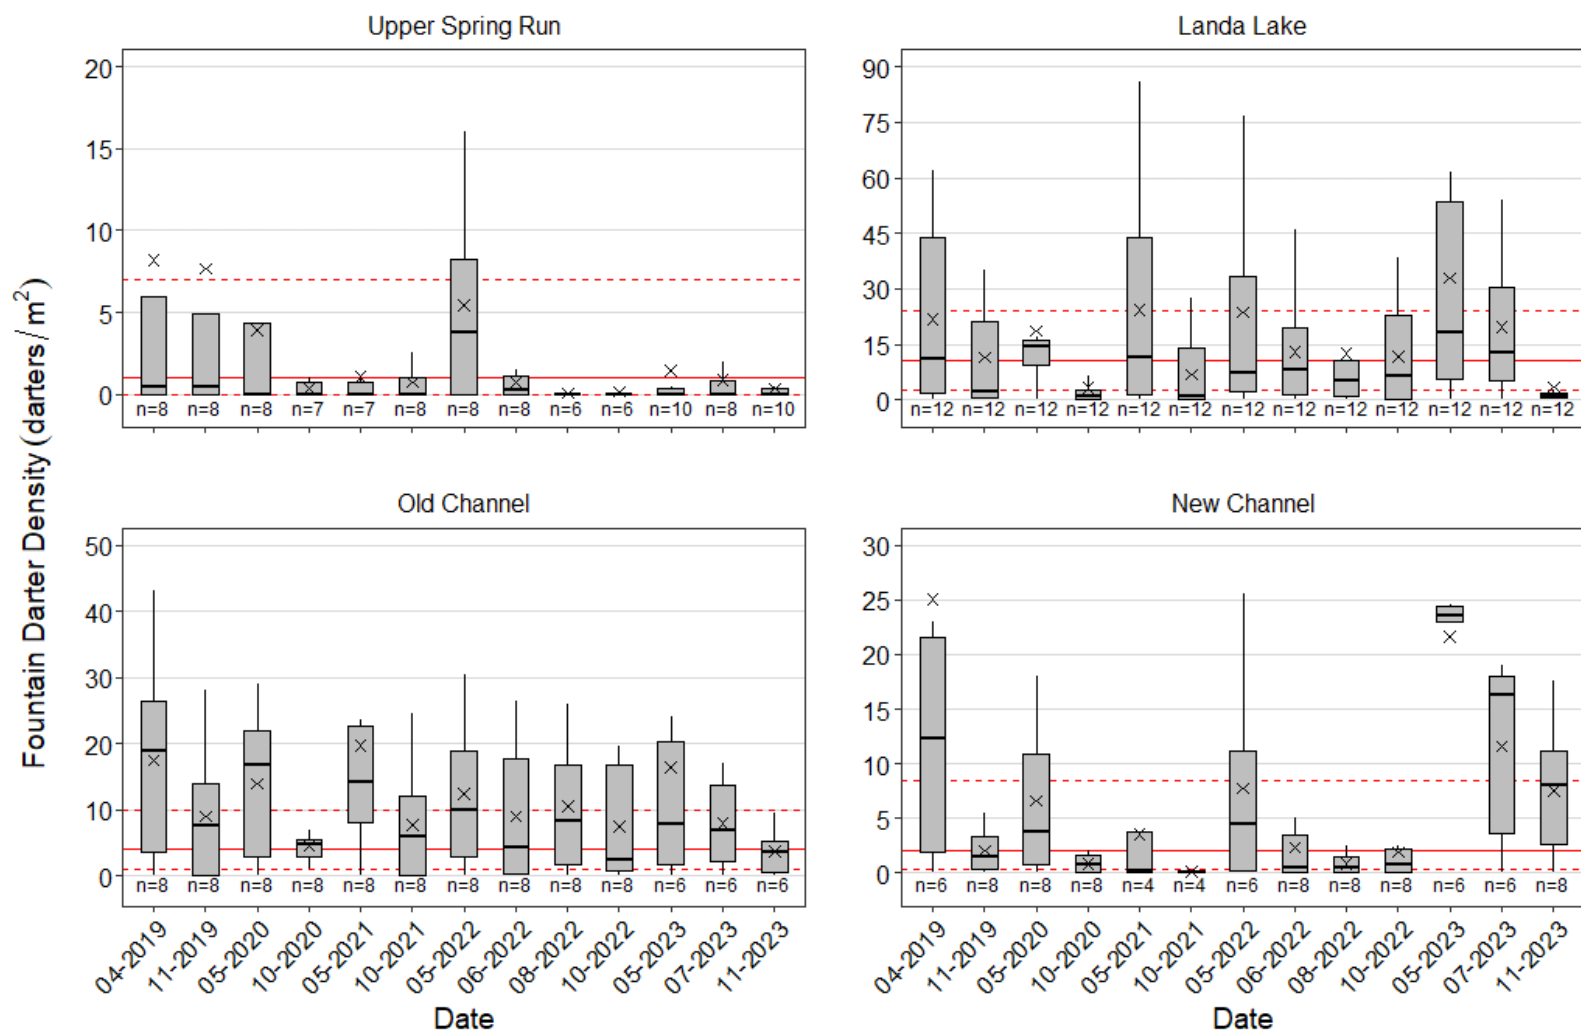 Upper Spring Run
20
15
10
5
0
n=8 n=8 n=8 n=7 n=7 n=8 n=8 n=8 n=6 n=6 n=10 n=8 n=10
Landa Lake
90
75
60
45
30
15
0
n=12 n=12 n=12 n=12 n=12 n=12 n=12 n=12 n=12 n=12 n=12 n=12 n=12
Fountain Darter Density (darters/m²)
Old Channel
50
40
30
20
10
0
n=8 n=8 n=8 n=8 n=8 n=8 n=8 n=8 n=8 n=8 n=6 n=6 n=6
04-2019 11-2019 05-2020 10-2020 05-2021 10-2021 05-2022 06-2022 08-2022 10-2022 05-2023 07-2023 11-2023
Date
New Channel
30
25
20
15
10
5
0
n=6 n=8 n=8 n=8 n=4 n=4 n=6 n=8 n=8 n=8 n=6 n=6 n=8
04-2019 11-2019 05-2020 10-2020 05-2021 10-2021 05-2022 06-2022 08-2022 10-2022 05-2023 07-2023 11-2023
Date